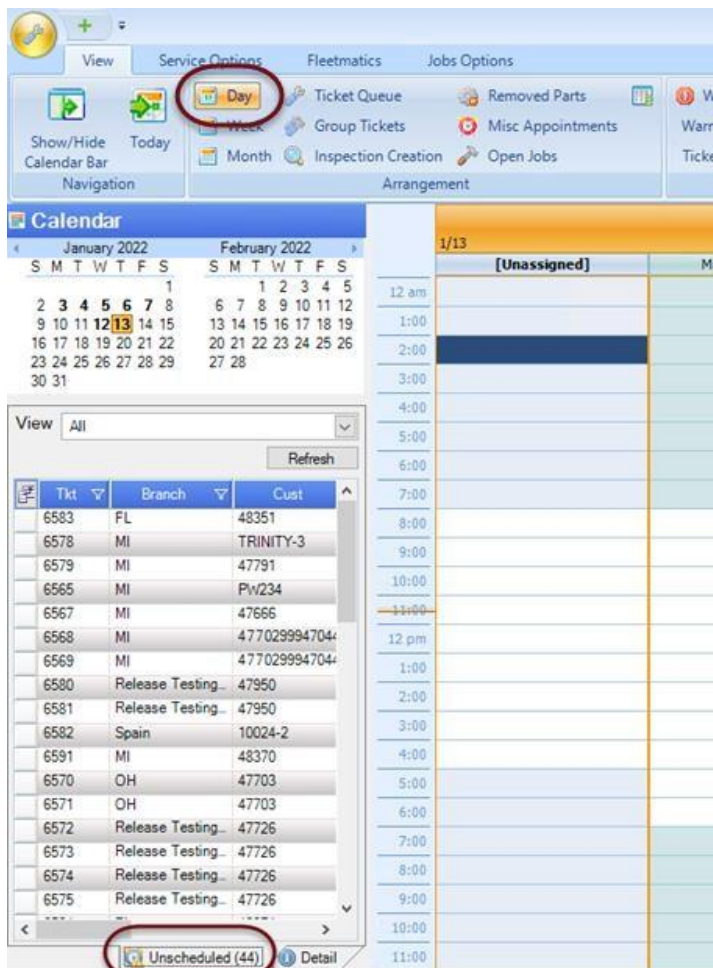 View Service Options Fleetmatics Jobs Options
Day Ticket Queue Removed Parts
Week Group Tickets Misc Appointments Warr
Show/Hide Calendar Bar Today Month Inspection Creation Open Jobs Ticke
Navigation Arrangement
Calendar
January 2022 February 2022
S M T W T F S S M T W T F S
1 1 2 3 4 5
2 3 4 5 6 7 8 6 7 8 9 10 11 12
9 10 11 12 13 14 15 13 14 15 16 17 18 19
16 17 18 19 20 21 22 20 21 22 23 24 25 26
23 24 25 26 27 28 29 27 28
30 31
View All
Refresh
Tkt Branch Cust
6583 FL 48351
6578 MI TRINITY-3
6579 MI 47791
6565 MI PW234
6567 MI 47666
6568 MI 477029994704
6569 MI 477029994704
6580 Release Testing... 47950
6581 Release Testing... 47950
6582 Spain 10024-2
6591 MI 48370
6570 OH 47703
6571 OH 47703
6572 Release Testing... 47726
6573 Release Testing... 47726
6574 Release Testing... 47726
6575 Release Testing... 47726
Unscheduled (44) Detail
1/13
[Unassigned] M
12 am
1:00
2:00
3:00
4:00
5:00
6:00
7:00
8:00
9:00
10:00
11:00
12 pm
1:00
2:00
3:00
4:00
5:00
6:00
7:00
8:00
9:00
10:00
11:00